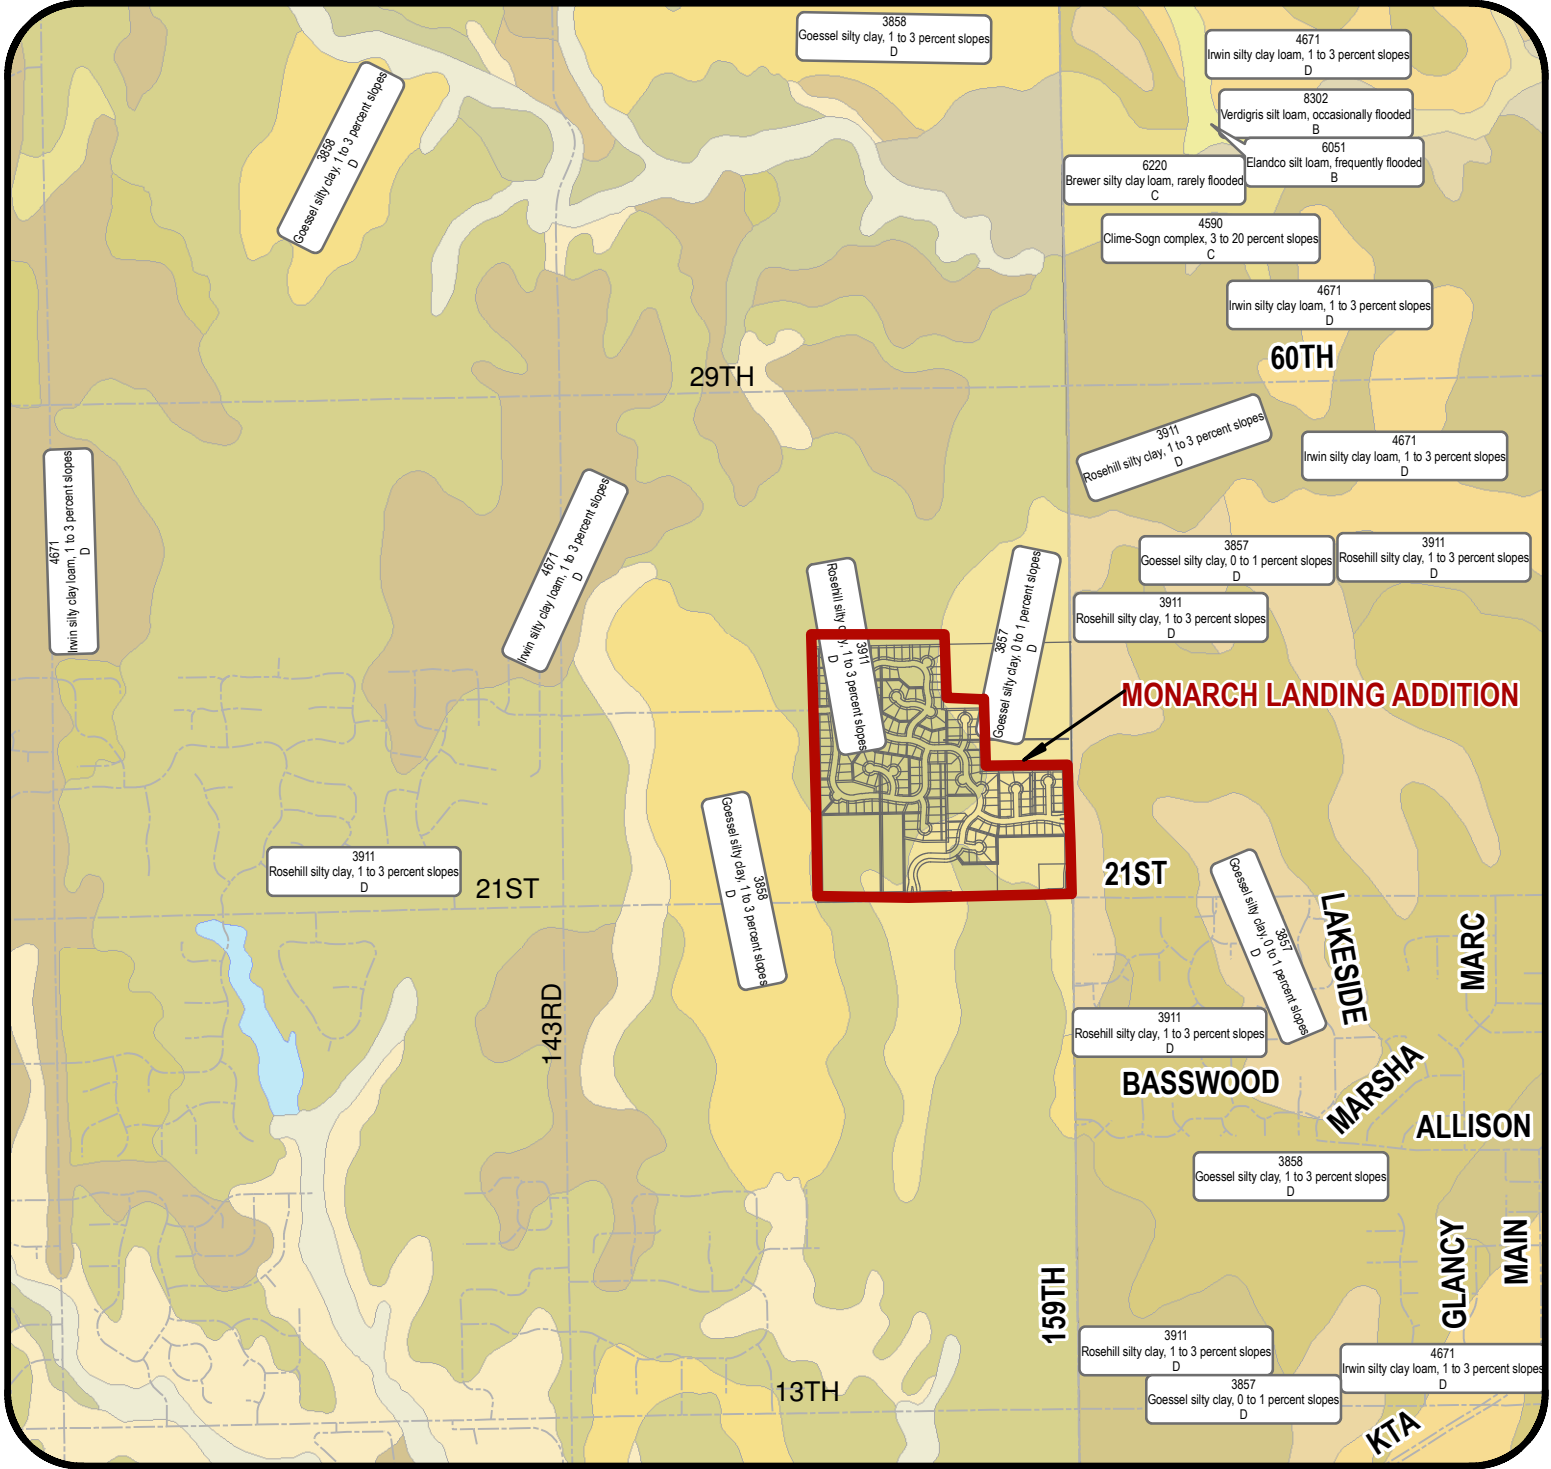 3858
Goessel silty clay, 1 to 3 percent slopes
D
4671
Irwin silty clay loam, 1 to 3 percent slopes
D
3858
Goessel silty clay, 1 to 3 percent slopes
D
8302
Verdigris silt loam, occasionally flooded
B
6051
Elandco silt loam, frequently flooded
B
6220
Brewer silty clay loam, rarely flooded
C
4590
Clime-Sogn complex, 3 to 20 percent slopes
C
4671
Irwin silty clay loam, 1 to 3 percent slopes
D
60TH
29TH
3911
Rosehill silty clay, 1 to 3 percent slopes
D
4671
Irwin silty clay loam, 1 to 3 percent slopes
D
4671
Irwin silty clay loam, 1 to 3 percent slopes
D
4671
Irwin silty clay loam, 1 to 3 percent slopes
D
3857
Goessel silty clay, 0 to 1 percent slopes
D
3911
Rosehill silty clay, 1 to 3 percent slopes
D
3911
Rosehill silty clay, 1 to 3 percent slopes
D
3857
Goessel silty clay, 0 to 1 percent slopes
D
3911
Rosehill silty clay, 1 to 3 percent slopes
D
MONARCH LANDING ADDITION
3858
Goessel silty clay, 1 to 3 percent slopes
D
3911
Rosehill silty clay, 1 to 3 percent slopes
D
21ST
21ST
3857
Goessel silty clay, 0 to 1 percent slopes
D
LAKESIDE
MARC
143RD
3911
Rosehill silty clay, 1 to 3 percent slopes
D
BASSWOOD
MARSHA
ALLISON
3858
Goessel silty clay, 1 to 3 percent slopes
D
GLANCY
MAIN
159TH
3911
Rosehill silty clay, 1 to 3 percent slopes
D
4671
Irwin silty clay loam, 1 to 3 percent slopes
D
3857
Goessel silty clay, 0 to 1 percent slopes
D
13TH
KTA